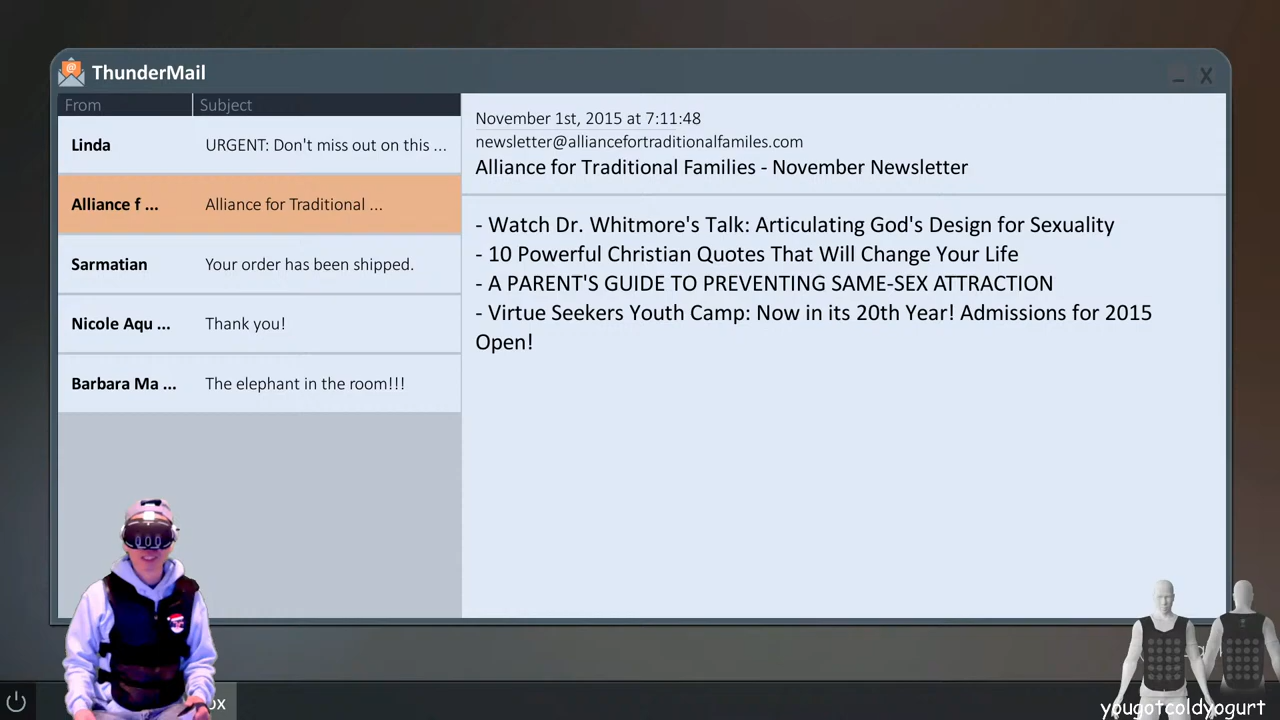 ThunderMail
From Subject
Linda URGENT: Don't miss out on this ...
Alliance f ... Alliance for Traditional ...
Sarmatian Your order has been shipped.
Nicole Aqu ... Thank you!
Barbara Ma ... The elephant in the room!!!
November 1st, 2015 at 7:11:48
newsletter@alliancefortraditionalfamiles.com
Alliance for Traditional Families - November Newsletter
- Watch Dr. Whitmore's Talk: Articulating God's Design for Sexuality
- 10 Powerful Christian Quotes That Will Change Your Life
- A PARENT'S GUIDE TO PREVENTING SAME-SEX ATTRACTION
- Virtue Seekers Youth Camp: Now in its 20th Year! Admissions for 2015
Open!
yougotcoldyogurt